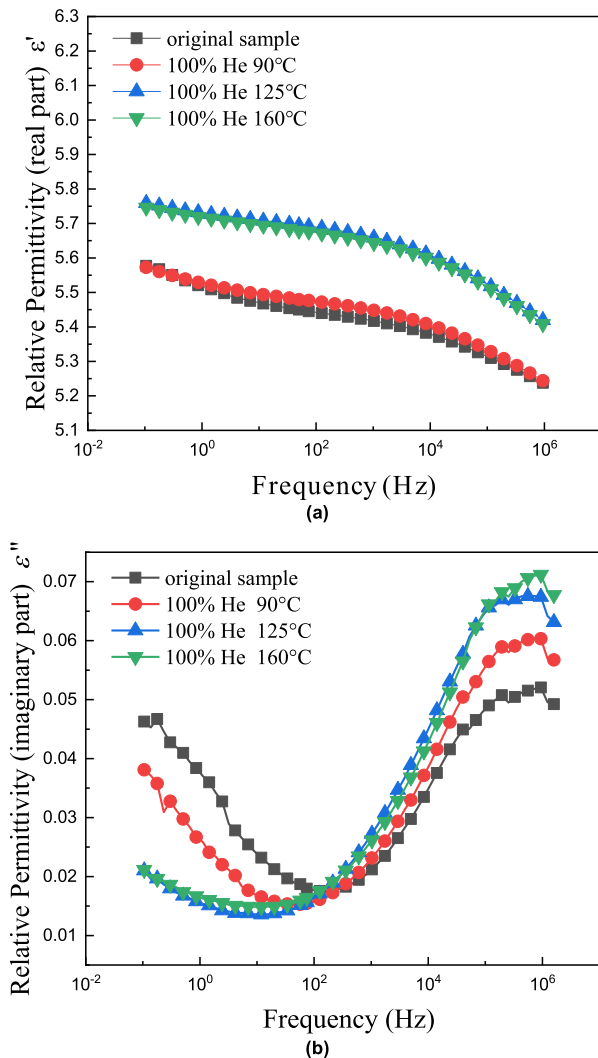 original sample
100% He 90°C
100% He 125°C
100% He 160°C
6.3
6.2
6.1
6.0
5.9
5.8
5.7
5.6
5.5
5.4
5.3
5.2
5.1
Relative Permittivity (real part) ε'
10⁻² 10⁰ 10² 10⁴ 10⁶
Frequency (Hz)
(a)
original sample
100% He 90°C
100% He 125°C
100% He 160°C
0.07
0.06
0.05
0.04
0.03
0.02
0.01
Relative Permittivity (imaginary part) ε"
10⁻² 10⁰ 10² 10⁴ 10⁶
Frequency (Hz)
(b)